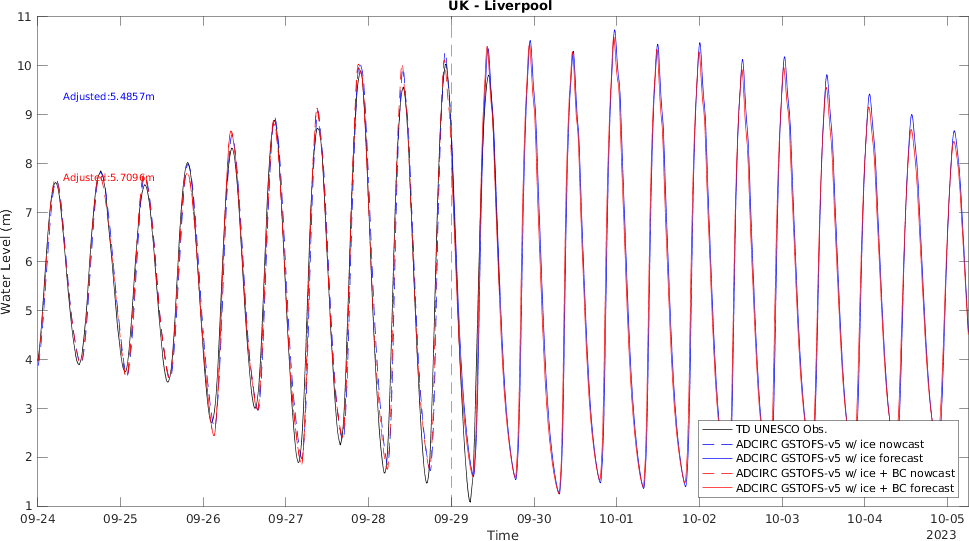 UK - Liverpool
11
10
9
8
7
6
5
4
3
2
1
Water Level (m)
Adjusted:5.4857m
Adjusted:5.7096m
TD UNESCO Obs.
ADCIRC GSTOFS-v5 w/ ice nowcast
ADCIRC GSTOFS-v5 w/ ice forecast
ADCIRC GSTOFS-v5 w/ ice + BC nowcast
ADCIRC GSTOFS-v5 w/ ice + BC forecast
09-24 09-25 09-26 09-27 09-28 09-29 09-30 10-01 10-02 10-03 10-04 10-05
Time
2023